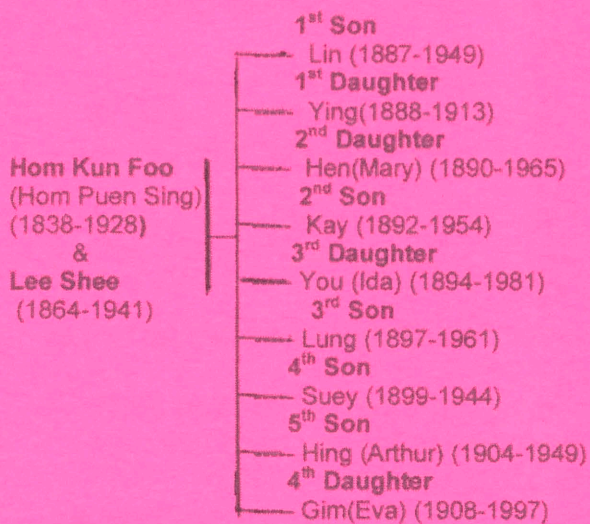 1st Son
Lin (1887-1949)
1st Daughter
Ying(1888-1913)
2nd Daughter
Hen(Mary) (1890-1965)
2nd Son
Kay (1892-1954)
3rd Daughter
You (Ida) (1894-1981)
3rd Son
Lung (1897-1961)
4th Son
Suey (1899-1944)
5th Son
Hing (Arthur) (1904-1949)
4th Daughter
Gim(Eva) (1908-1997)
Hom Kun Foo
(Hom Puen Sing)
(1838-1928)
&
Lee Shee
(1864-1941)